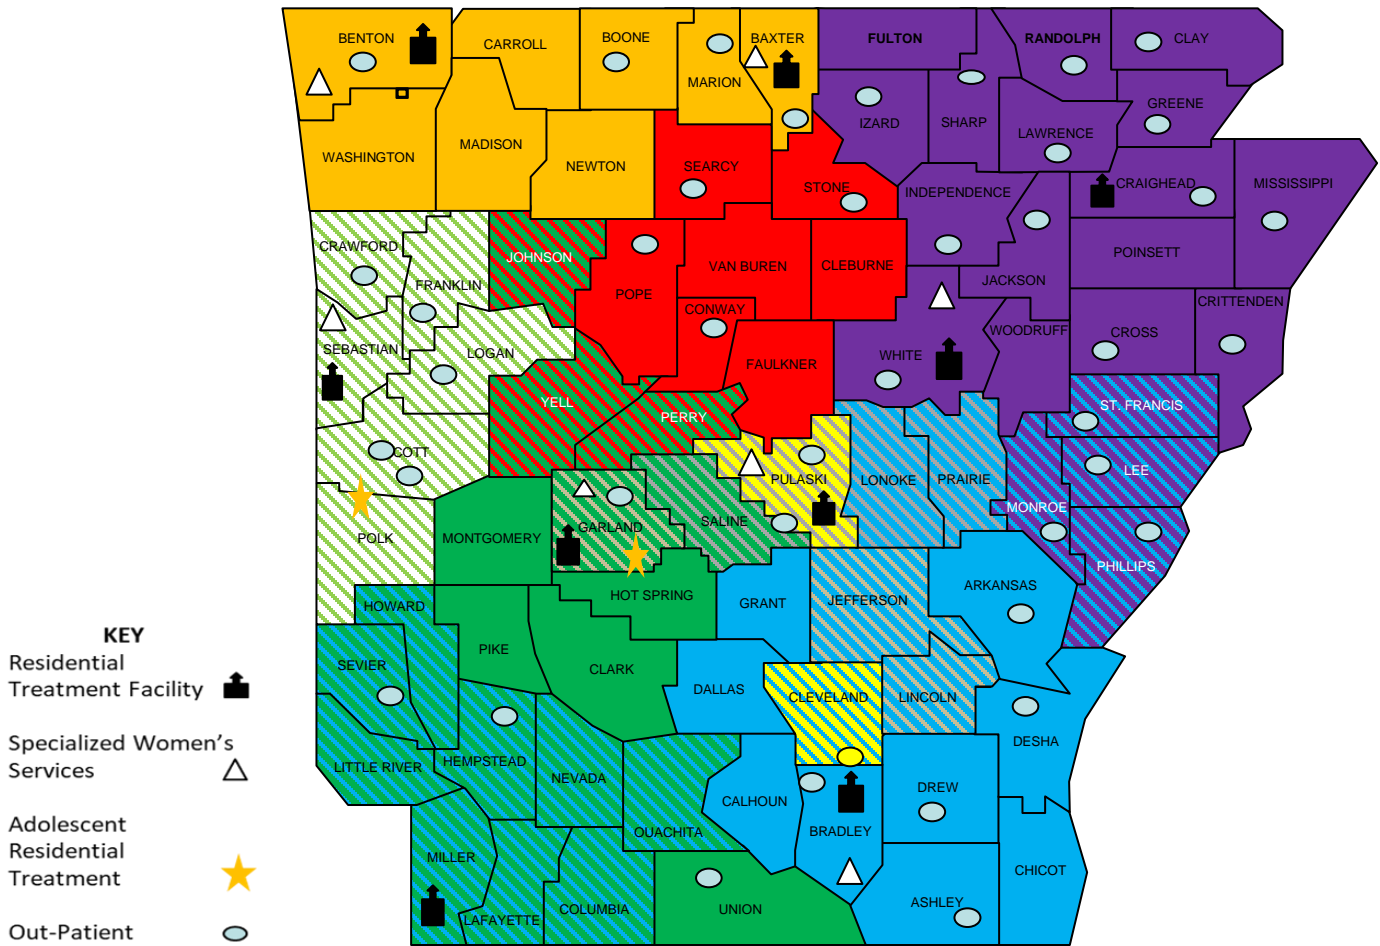 BENTON
CARROLL
BOONE
MARION
BAXTER
FULTON
RANDOLPH
CLAY
GREENE
IZARD
SHARP
LAWRENCE
WASHINGTON
MADISON
NEWTON
SEARCY
STONE
INDEPENDENCE
CRAIGHEAD
MISSISSIPPI
CRAWFORD
FRANKLIN
JOHNSON
POPE
VAN BUREN
CLEBURNE
JACKSON
POINSETT
CRITTENDEN
SEBASTIAN
LOGAN
CONWAY
FAULKNER
WHITE
WOODRUFF
CROSS
YELL
PERRY
ST. FRANCIS
COTT
PULASKI
LONOKE
PRAIRIE
LEE
MONROE
POLK
MONTGOMERY
GARLAND
SALINE
PHILLIPS
HOWARD
HOT SPRING
GRANT
JEFFERSON
ARKANSAS
SEVIER
PIKE
CLARK
DALLAS
CLEVELAND
LINCOLN
DESHA
LITTLE RIVER
HEMPSTEAD
NEVADA
OUACHITA
CALHOUN
BRADLEY
DREW
MILLER
LAFAYETTE
COLUMBIA
UNION
ASHLEY
CHICOT
KEY
Residential
Treatment Facility
Specialized Women's
Services
Adolescent
Residential
Treatment
Out-Patient